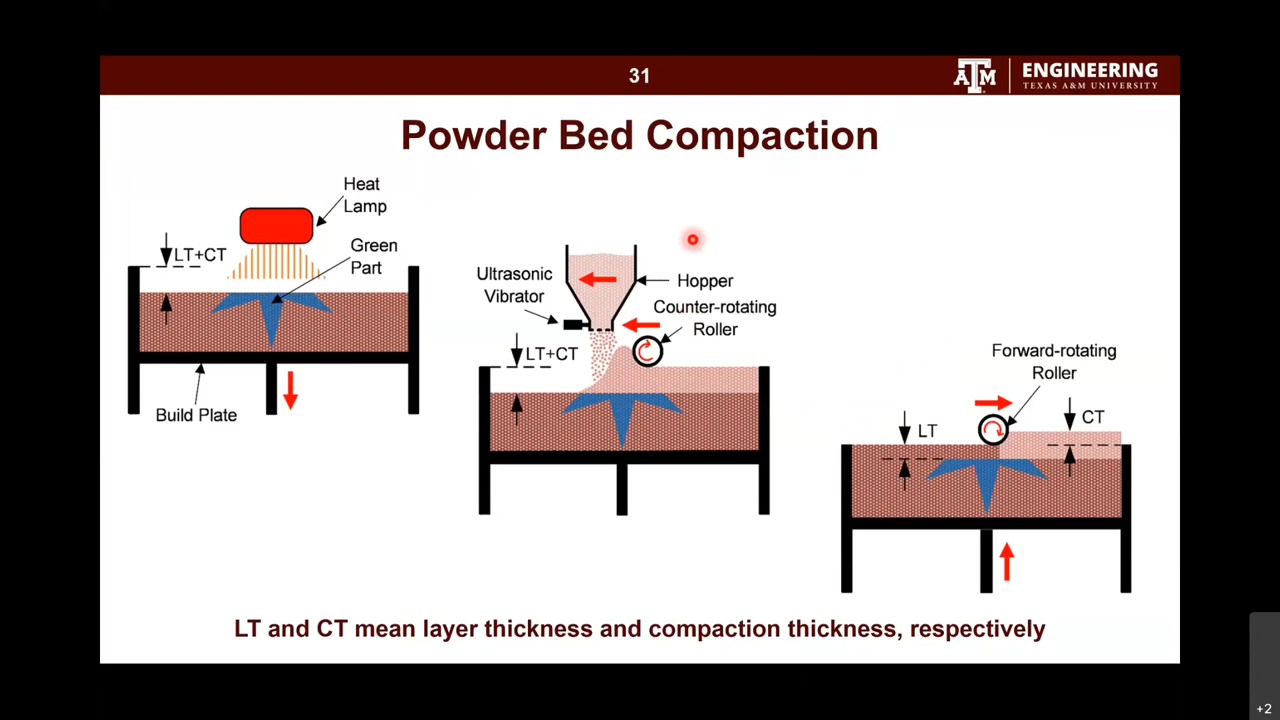 31
ATM
ENGINEERING
TEXAS A&M UNIVERSITY
Powder Bed Compaction
Heat
Lamp
LT+CT
Green
Part
Build Plate
Ultrasonic
Vibrator
Hopper
Counter-rotating
Roller
LT+CT
Forward-rotating
Roller
LT
CT
LT and CT mean layer thickness and compaction thickness, respectively
+2